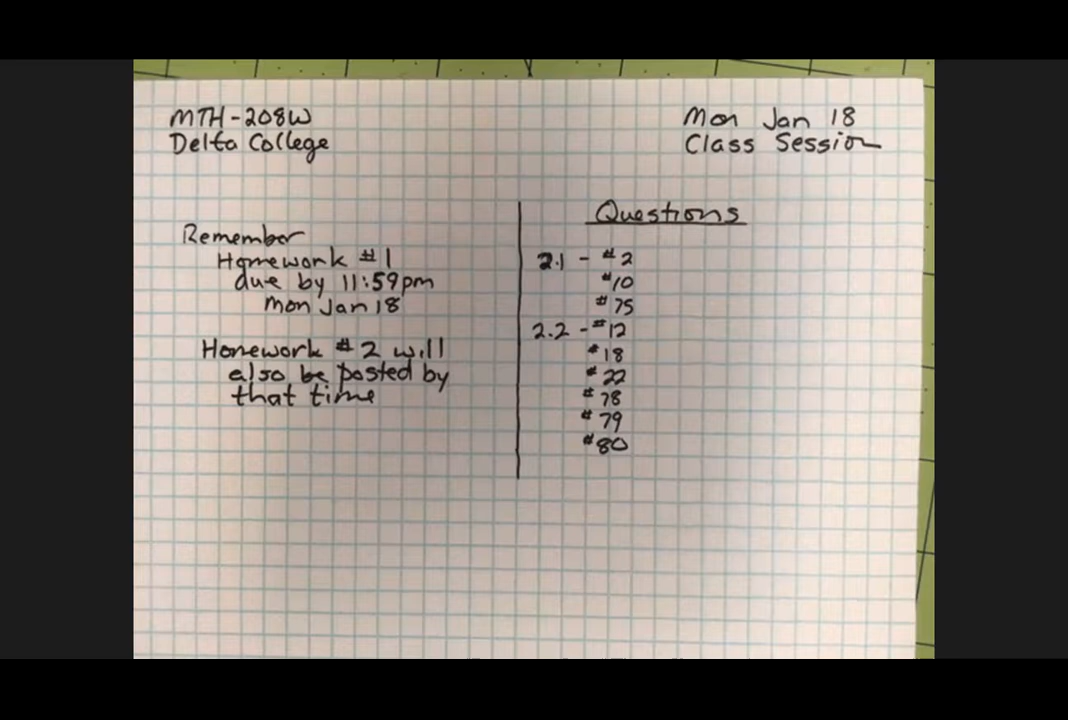 MTH-208W
Delta College
Mon Jan 18
Class Session
Remember
Homework #1
due by 11:59pm
Mon Jan 18
Homework #2 will
also be posted by
that time
Questions
2.1 - #2
#10
#75
2.2 - #12
#18
#22
#78
#79
#80